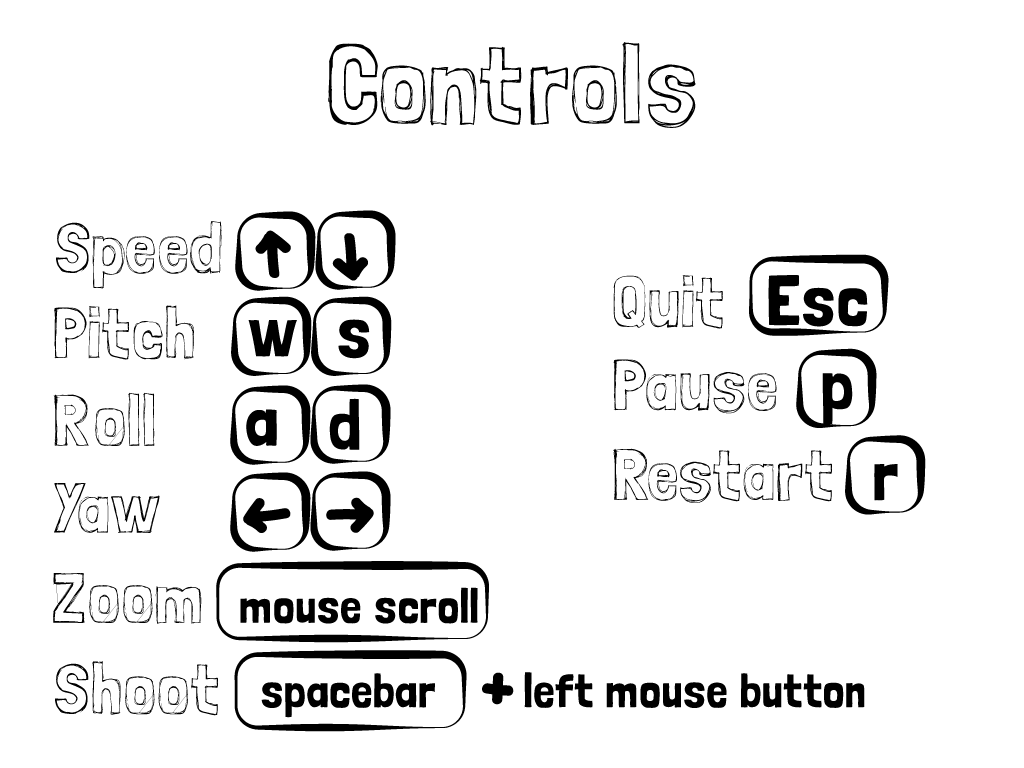 Controls
Speed ↑ ↓
Pitch w s
Roll a d
Yaw ← →
Zoom mouse scroll
Shoot spacebar + left mouse button
Quit Esc
Pause p
Restart r